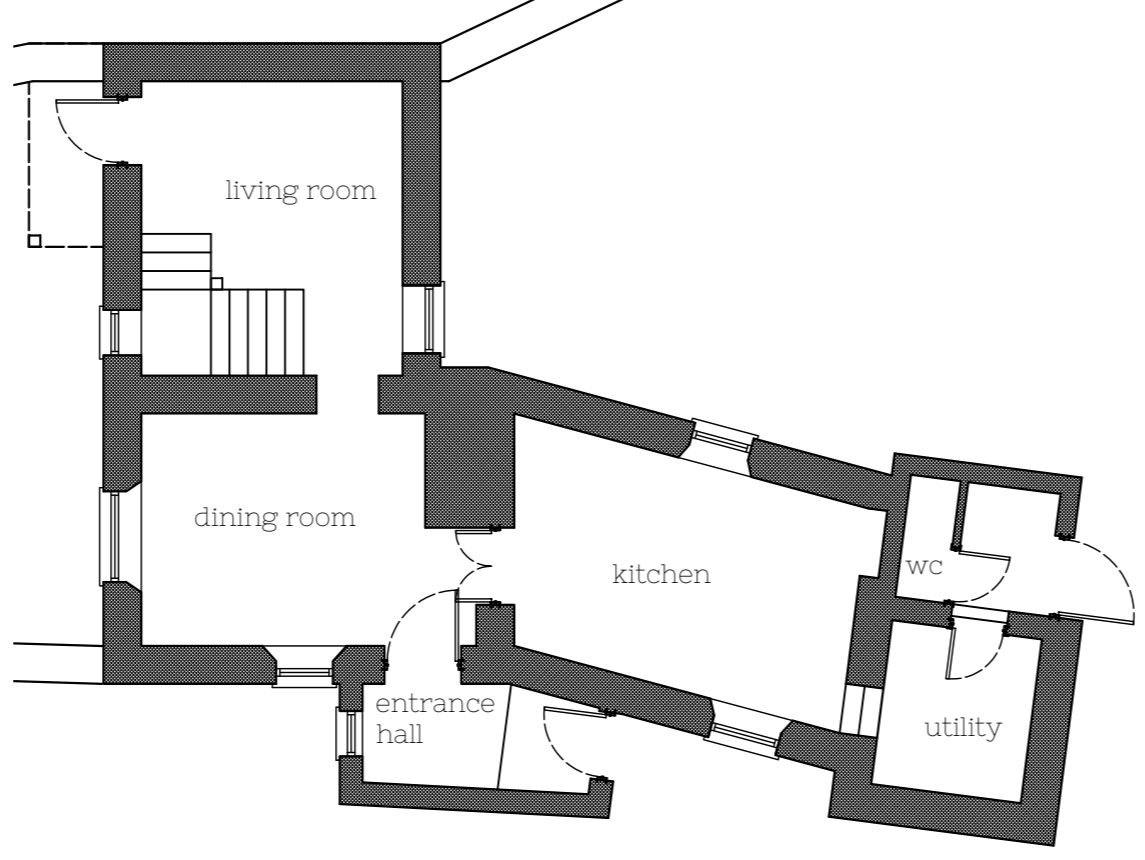 living room
dining room
kitchen
wc
entrance
hall
utility